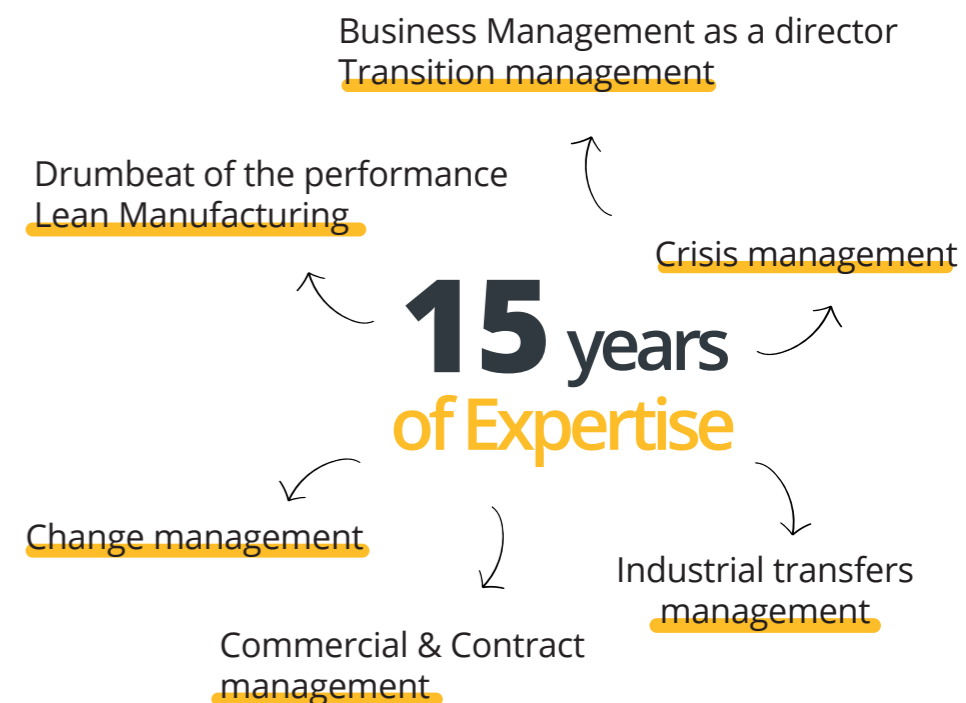 Business Management as a director
Transition management
Drumbeat of the performance
Lean Manufacturing
Crisis management
15 years
of Expertise
Change management
Industrial transfers
management
Commercial & Contract
management